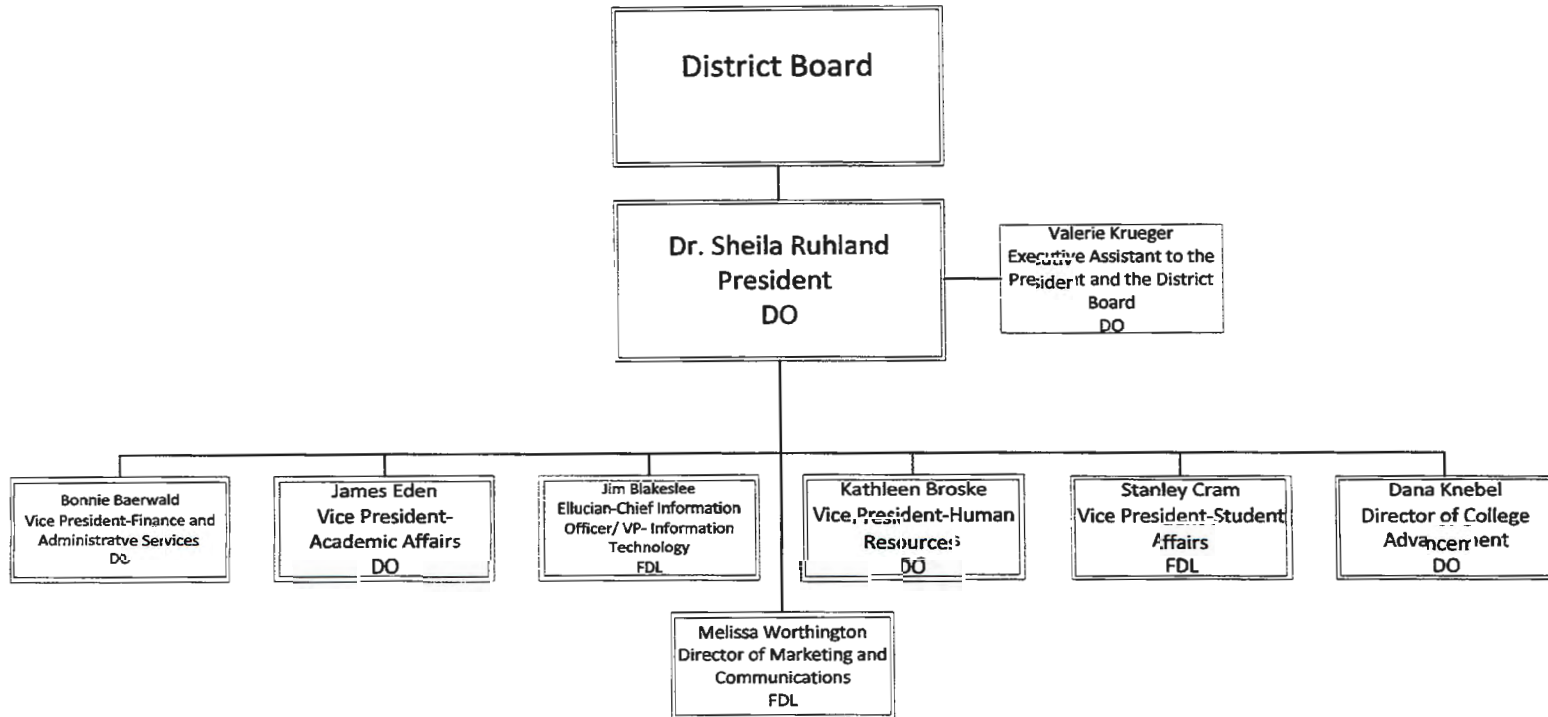 District Board
Dr. Sheila Ruhland
President
DO
Valerie Krueger
Executive Assistant to the
President and the District
Board
DO
Bonnie Baerwald
Vice President-Finance and
Administratve Services
DO
James Eden
Vice President-
Academic Affairs
DO
Jim Blakeslee
Ellucian-Chief Information
Officer/ VP- Information
Technology
FDL
Kathleen Broske
Vice President-Human
Resources
DO
Stanley Cram
Vice President-Student
Affairs
FDL
Dana Knebel
Director of College
Advancement
DO
Melissa Worthington
Director of Marketing and
Communications
FDL